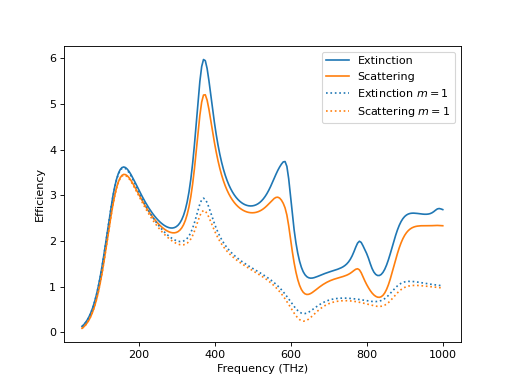 6
5
4
3
2
1
0
Efficiency
Extinction
Scattering
Extinction m = 1
Scattering m = 1
200 400 600 800 1000
Frequency (THz)